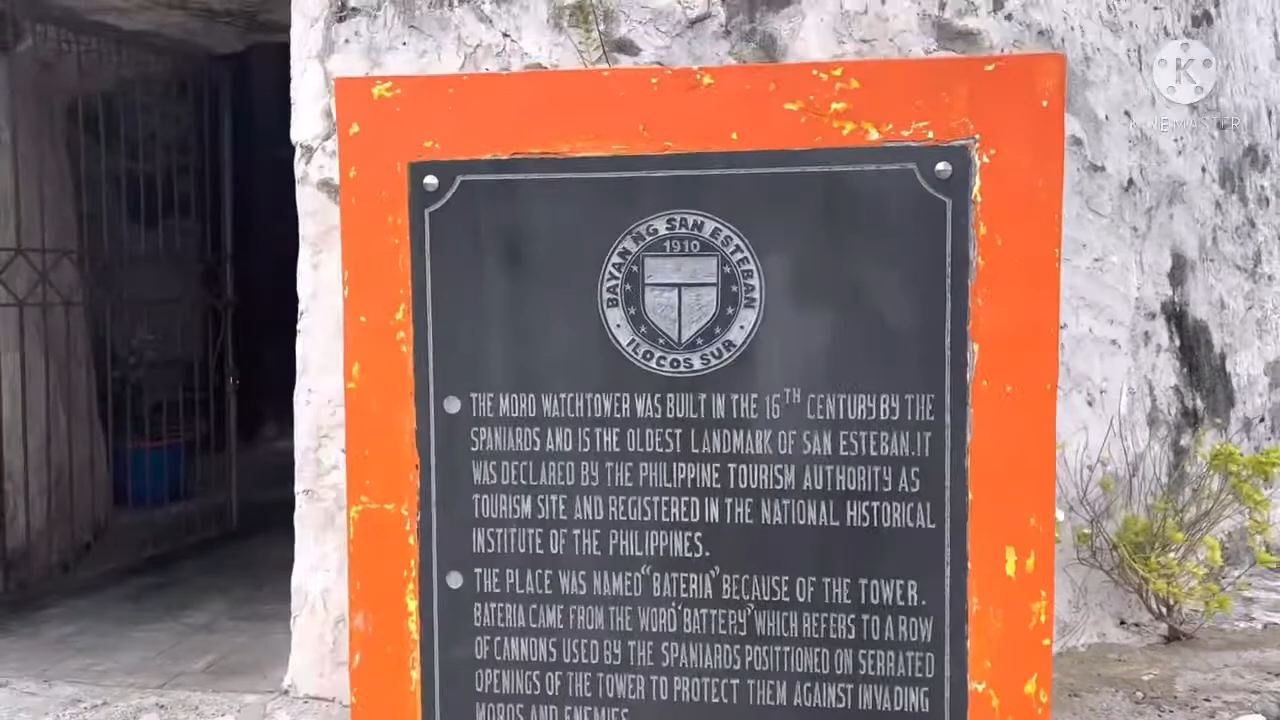 BAYAN NG SAN ESTEBAN
1910
ILOCOS SUR
THE MORO WATCHTOWER WAS BUILT IN THE 16TH CENTURY BY THE
SPANIARDS AND IS THE OLDEST LANDMARK OF SAN ESTEBAN. IT
WAS DECLARED BY THE PHILIPPINE TOURISM AUTHORITY AS
TOURISM SITE AND REGISTERED IN THE NATIONAL HISTORICAL
INSTITUTE OF THE PHILIPPINES.
THE PLACE WAS NAMED "BATERIA" BECAUSE OF THE TOWER.
BATERIA CAME FROM THE WORD "BATTERY" WHICH REFERS TO A ROW
OF CANNONS USED BY THE SPANIARDS POSITIONED ON SERRATED
OPENINGS OF THE TOWER TO PROTECT THEM AGAINST INVADING
MOROS AND ENEMIES
K
KINEMASTER